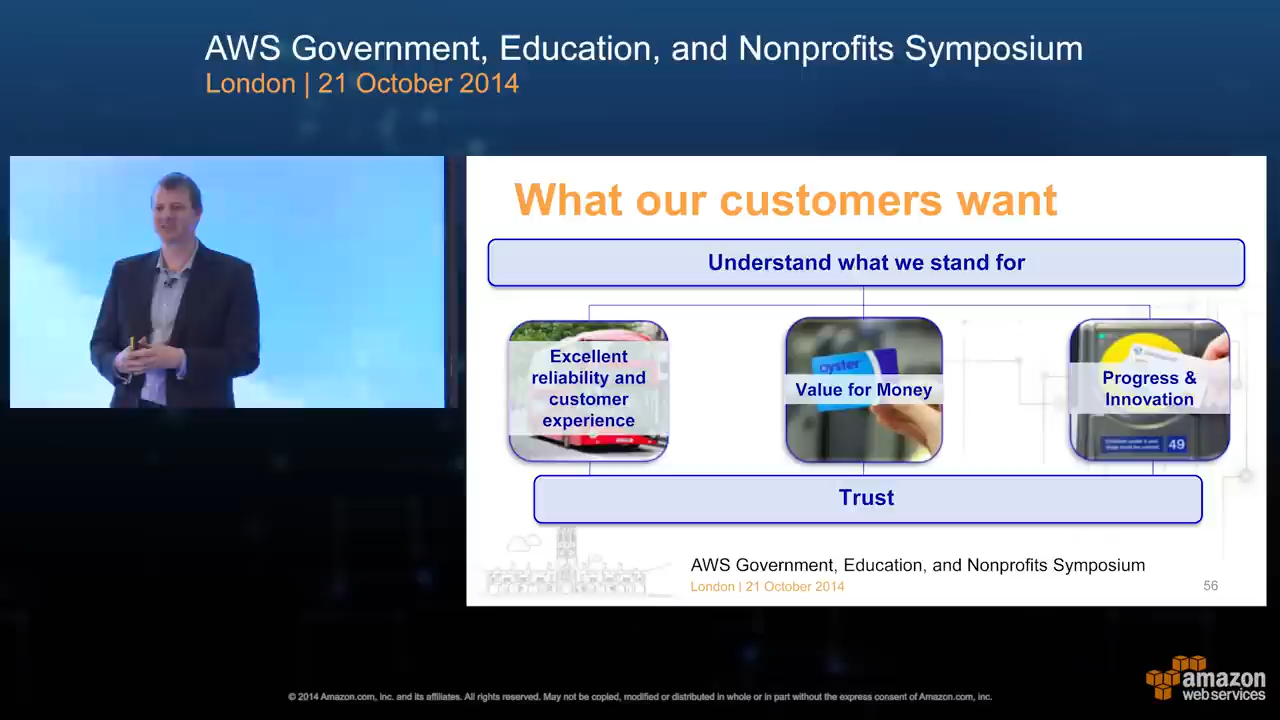 AWS Government, Education, and Nonprofits Symposium
London | 21 October 2014
What our customers want
Understand what we stand for
Excellent
reliability and
customer
experience
oyster
Value for Money
Progress &
Innovation
49
Trust
AWS Government, Education, and Nonprofits Symposium
London | 21 October 2014
56
amazon
web services
© 2014 Amazon.com, Inc. and its affiliates. All rights reserved. May not be copied, modified or distributed in whole or in part without the express consent of Amazon.com, inc.